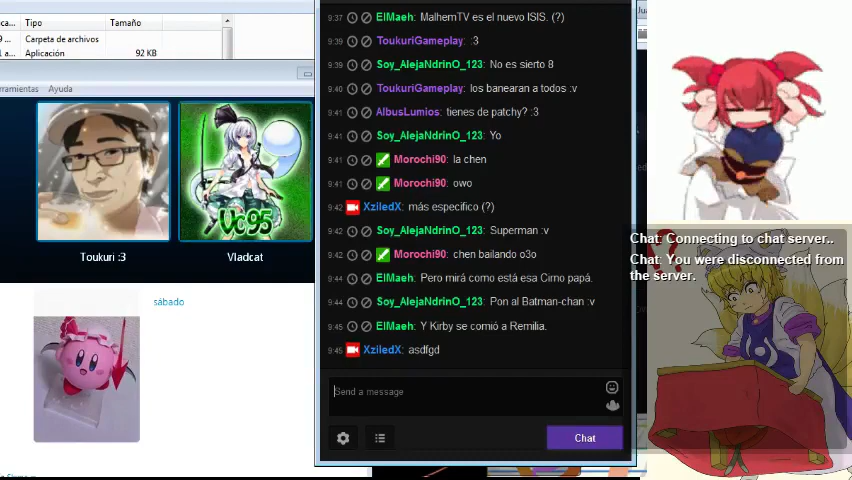 Tipo
Tamaño
Carpeta de archivos
Aplicación
92 KB
Ayuda
Toukuri :3
Vladcat
VC95
sábado
9:37 ElMaeh: MalhemTV es el nuevo ISIS. (?)
9:39 ToukuriGameplay: :3
9:39 Soy_AlejaNdrinO_123: No es sierto 8
9:40 ToukuriGameplay: los banearan a todos :v
9:41 AlbusLumios: tienes de patchy? :3
9:41 Soy_AlejaNdrinO_123: Yo
9:41 Morochi90: la chen
9:41 Morochi90: owo
9:42 XziledX: más especifico (?)
9:42 Soy_AlejaNdrinO_123: Superman :v
9:42 Morochi90: chen bailando o3o
9:44 ElMaeh: Pero mirá como está esa Cirno papá.
9:44 Soy_AlejaNdrinO_123: Pon al Batman-chan :v
9:45 ElMaeh: Y Kirby se comió a Remilia.
9:45 XziledX: asdfgd
Send a message
Chat
Chat: Connecting to chat server..
Chat: You were disconnected from
the server.